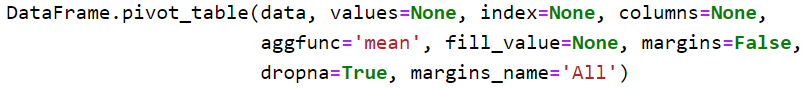 DataFrame.pivot_table(data, values=None, index=None, columns=None,
aggfunc='mean', fill_value=None, margins=False,
dropna=True, margins_name='All')